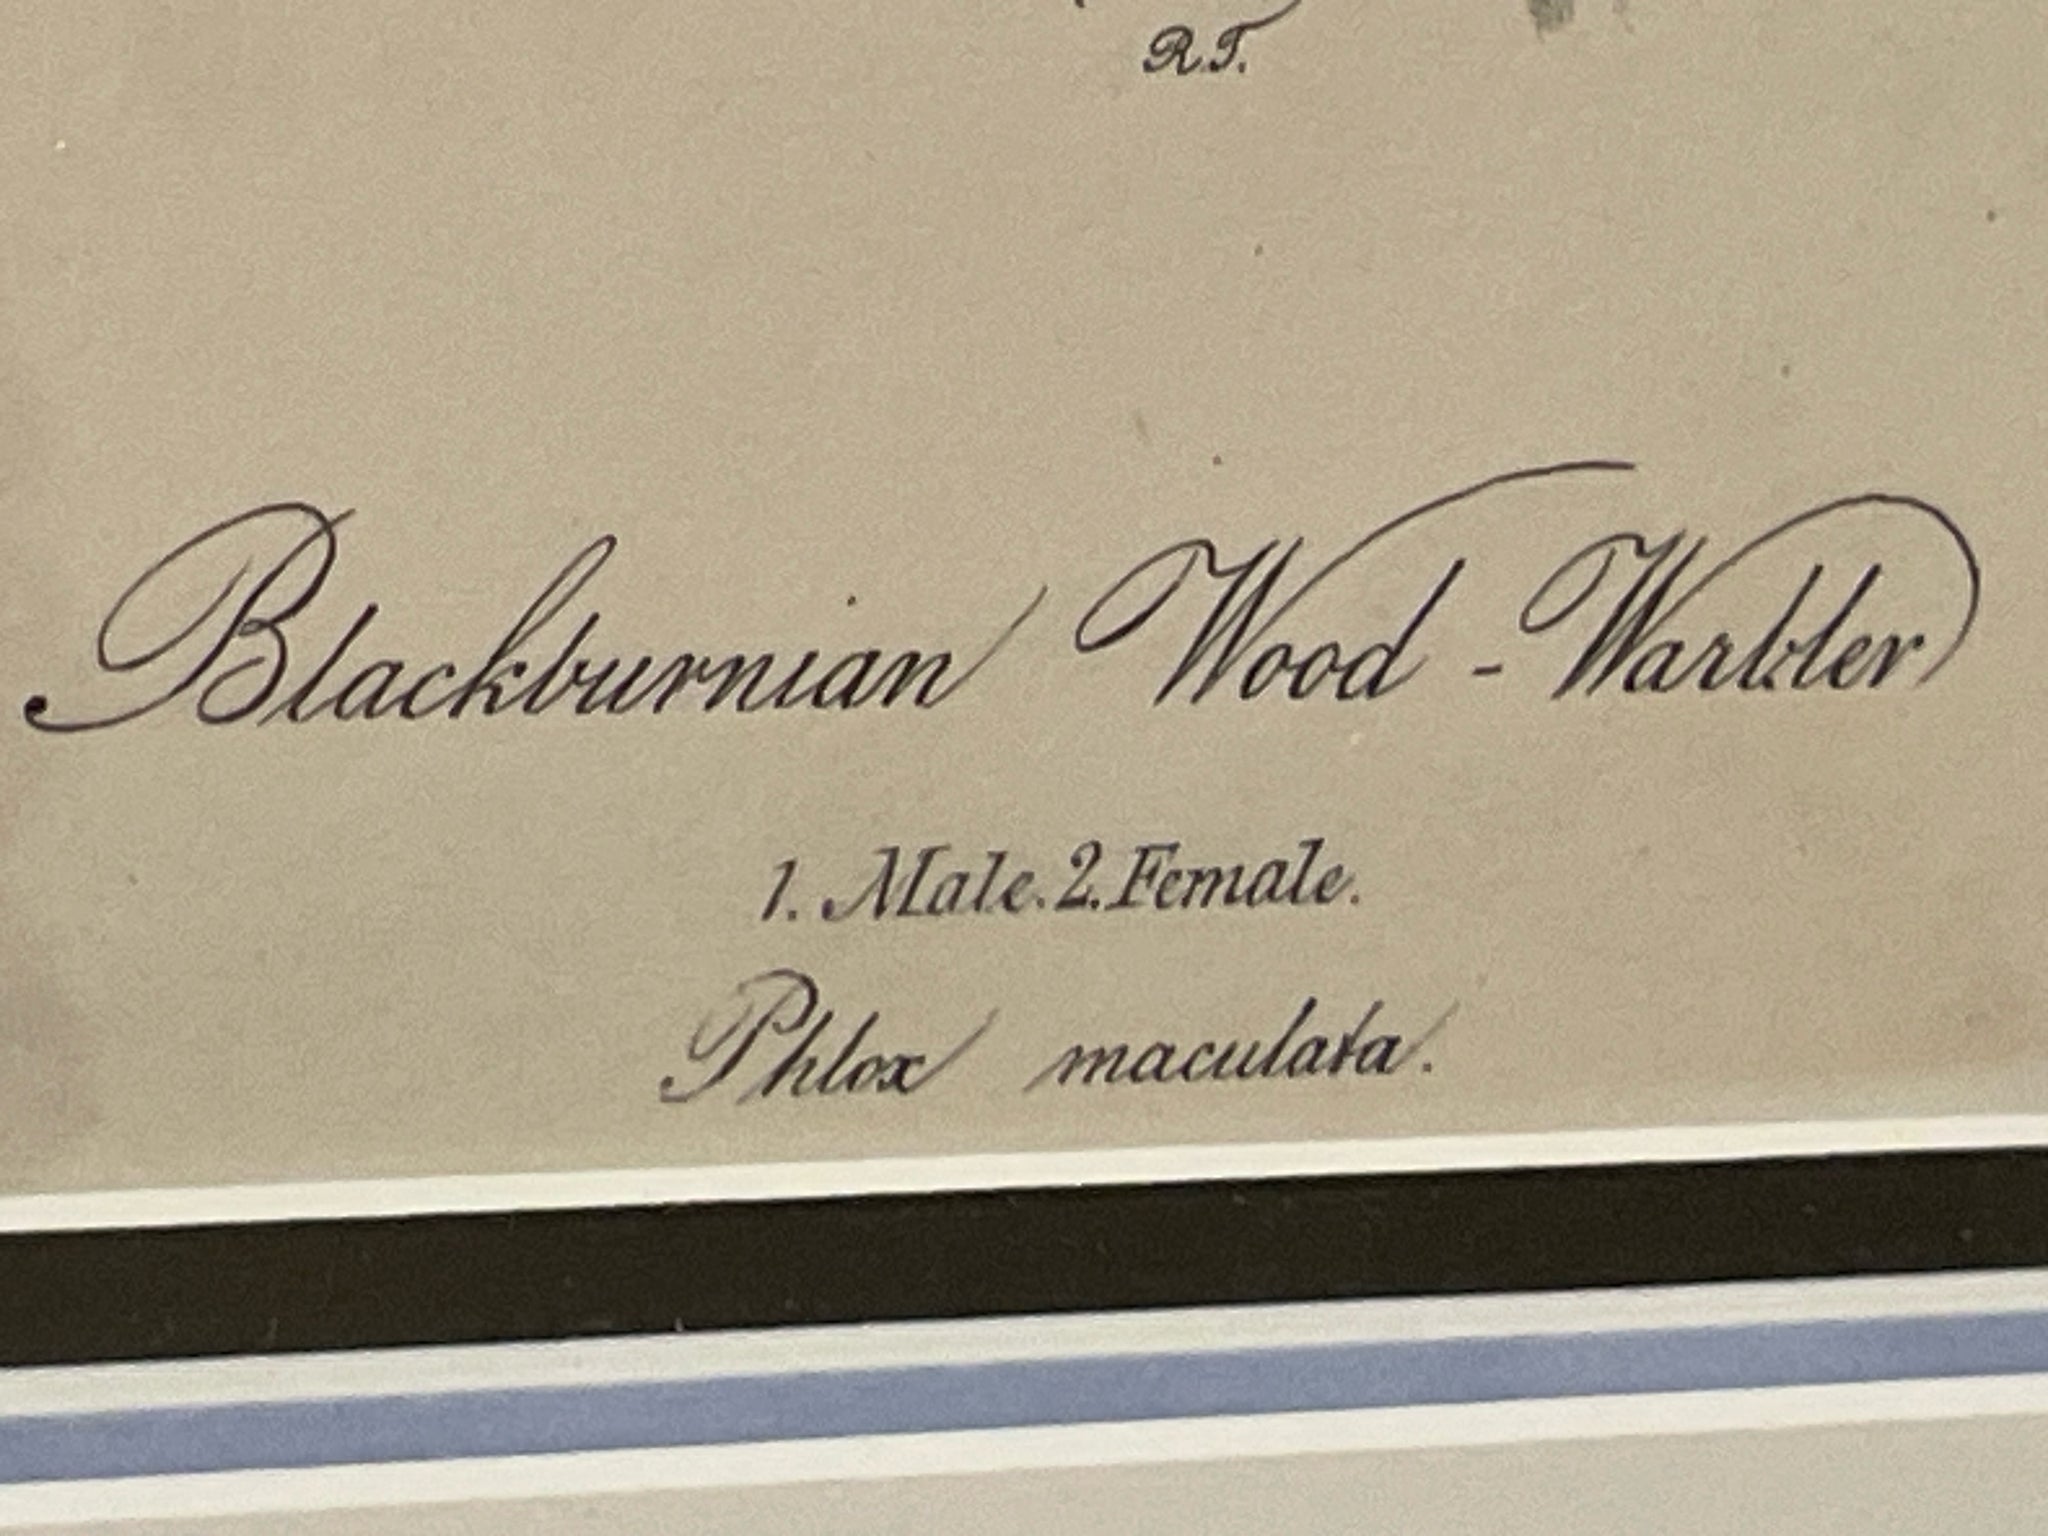 R.T.
Blackburnian Wood-Warbler
1. Male. 2. Female.
Phlox maculata.